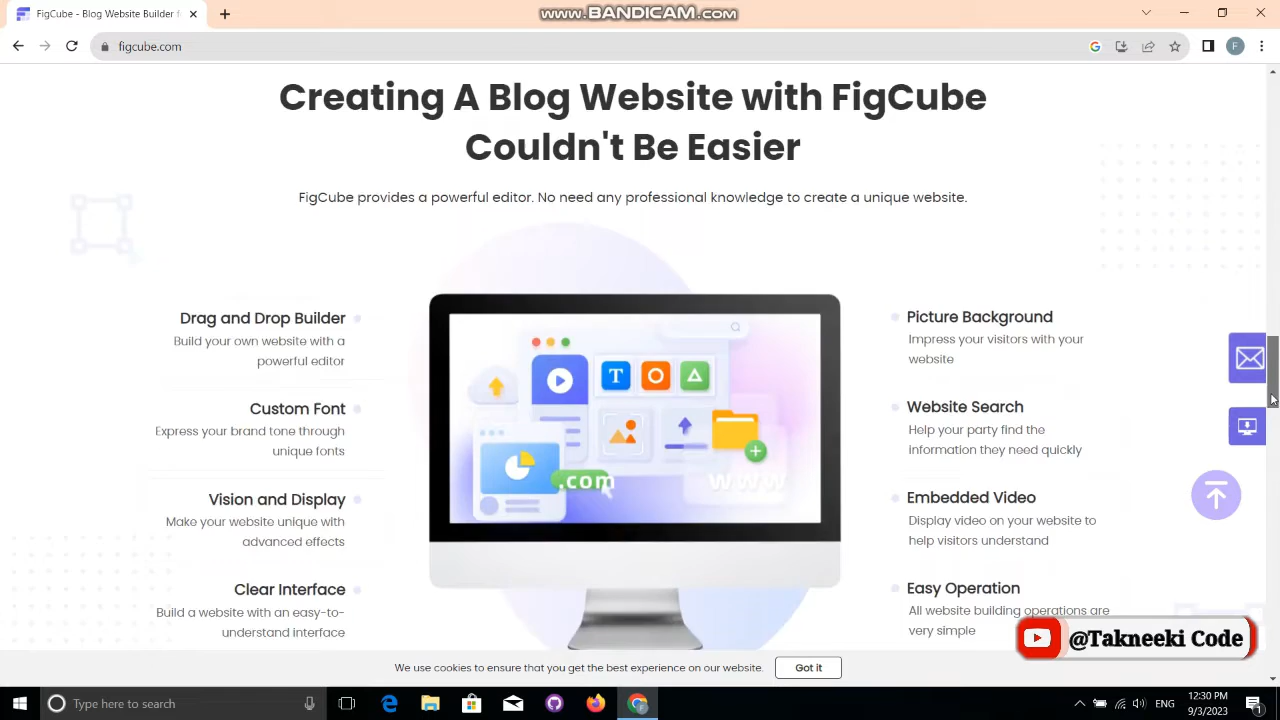 FigCube - Blog Website Builder f
www.BANDICAM.com
figcube.com
F
Creating A Blog Website with FigCube
Couldn't Be Easier
FigCube provides a powerful editor. No need any professional knowledge to create a unique website.
Drag and Drop Builder
Build your own website with a
powerful editor
Custom Font
Express your brand tone through
unique fonts
Vision and Display
Make your website unique with
advanced effects
Clear Interface
Build a website with an easy-to-
understand interface
T
.com
www
Picture Background
Impress your visitors with your
website
Website Search
Help your party find the
information they need quickly
Embedded Video
Display video on your website to
help visitors understand
Easy Operation
All website building operations are
very simple
@Takneeki Code
We use cookies to ensure that you get the best experience on our website.
Got it
Type here to search
ENG
12:30 PM
9/3/2023
1